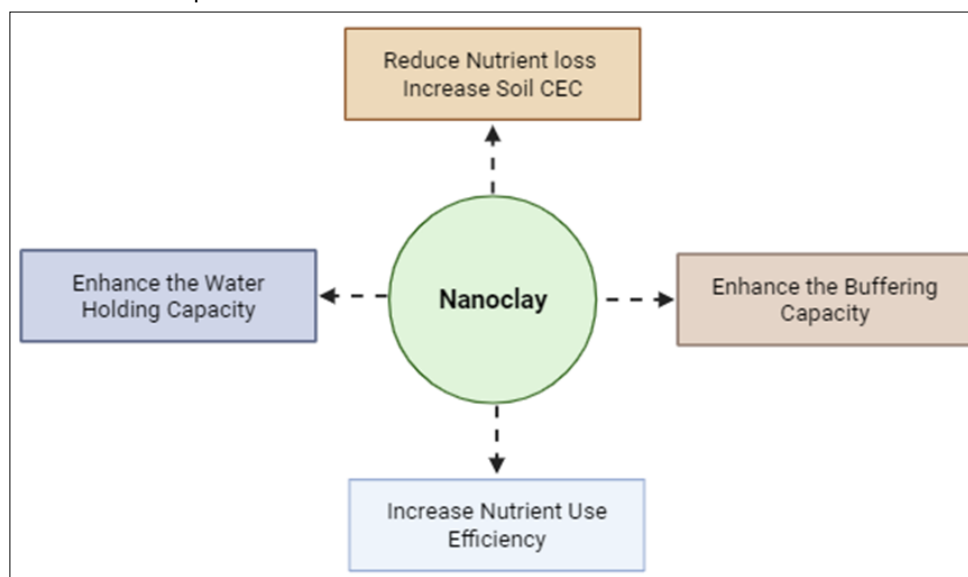 Reduce Nutrient loss
Increase Soil CEC
Enhance the Water
Holding Capacity
Nanoclay
Enhance the Buffering
Capacity
Increase Nutrient Use
Efficiency